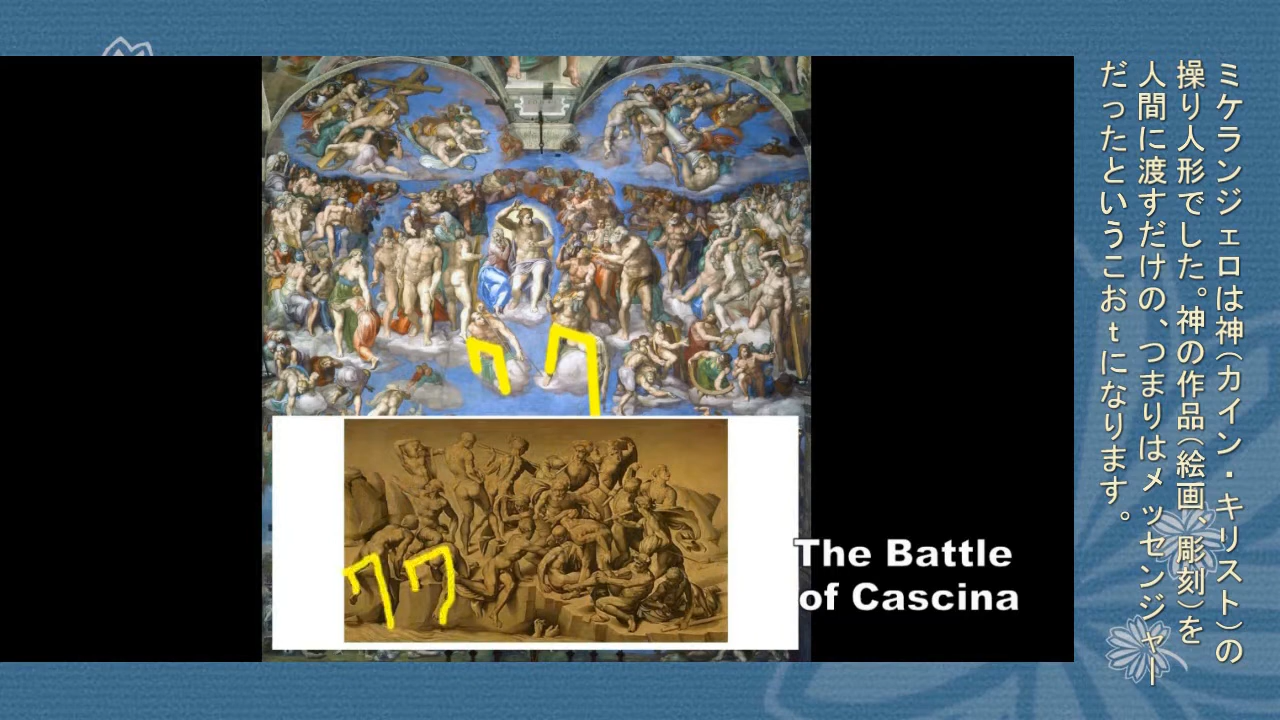 ミケランジェロは神（カイン・キリスト）の
操り人形でした。神の作品（絵画、彫刻）を
人間に渡すだけの、つまりはメッセンジャー
だったというこおｔになります。
The Battle
of Cascina